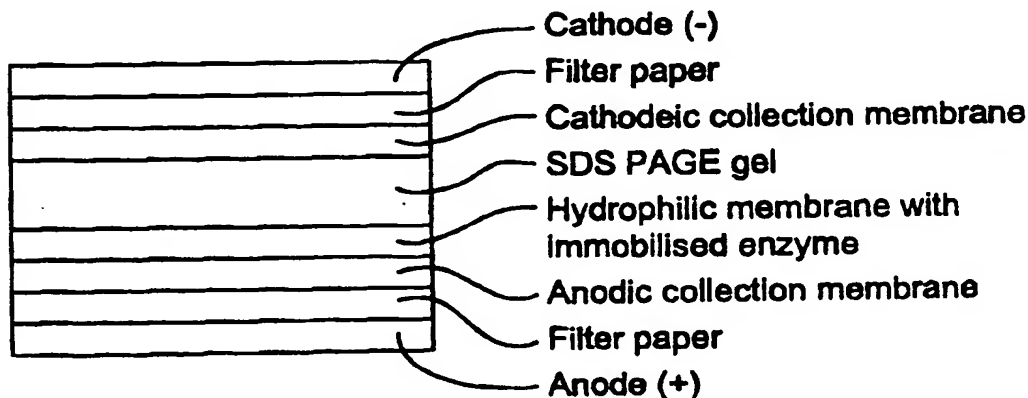 Cathode (-)
Filter paper
Cathodeic collection membrane
SDS PAGE gel
Hydrophilic membrane with
immobilised enzyme
Anodic collection membrane
Filter paper
Anode (+)